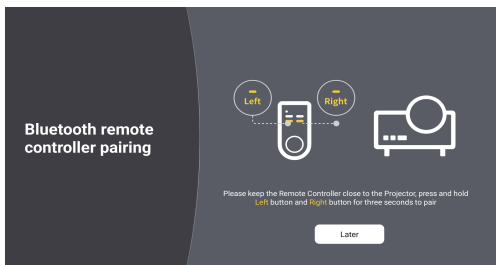 Bluetooth remote
controller pairing
Left
Right
Please keep the Remote Controller close to the Projector, press and hold
Left button and Right button for three seconds to pair
Later